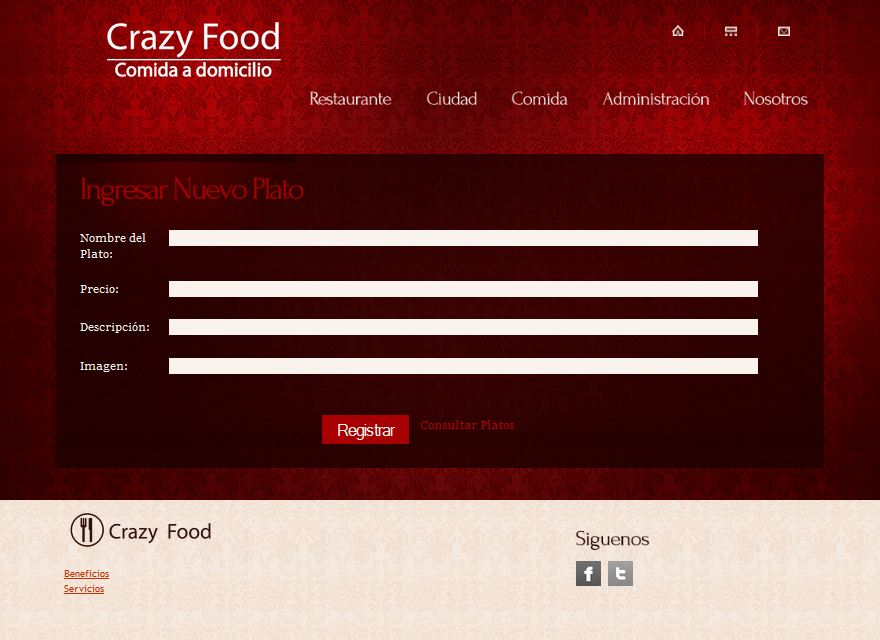 Crazy Food
Comida a domicilio
Restaurante Ciudad Comida Administración Nosotros
Ingresar Nuevo Plato
Nombre del
Plato:
Precio:
Descripción:
Imagen:
Registrar Consultar Platos
Crazy Food
Siguenos
Beneficios
Servicios